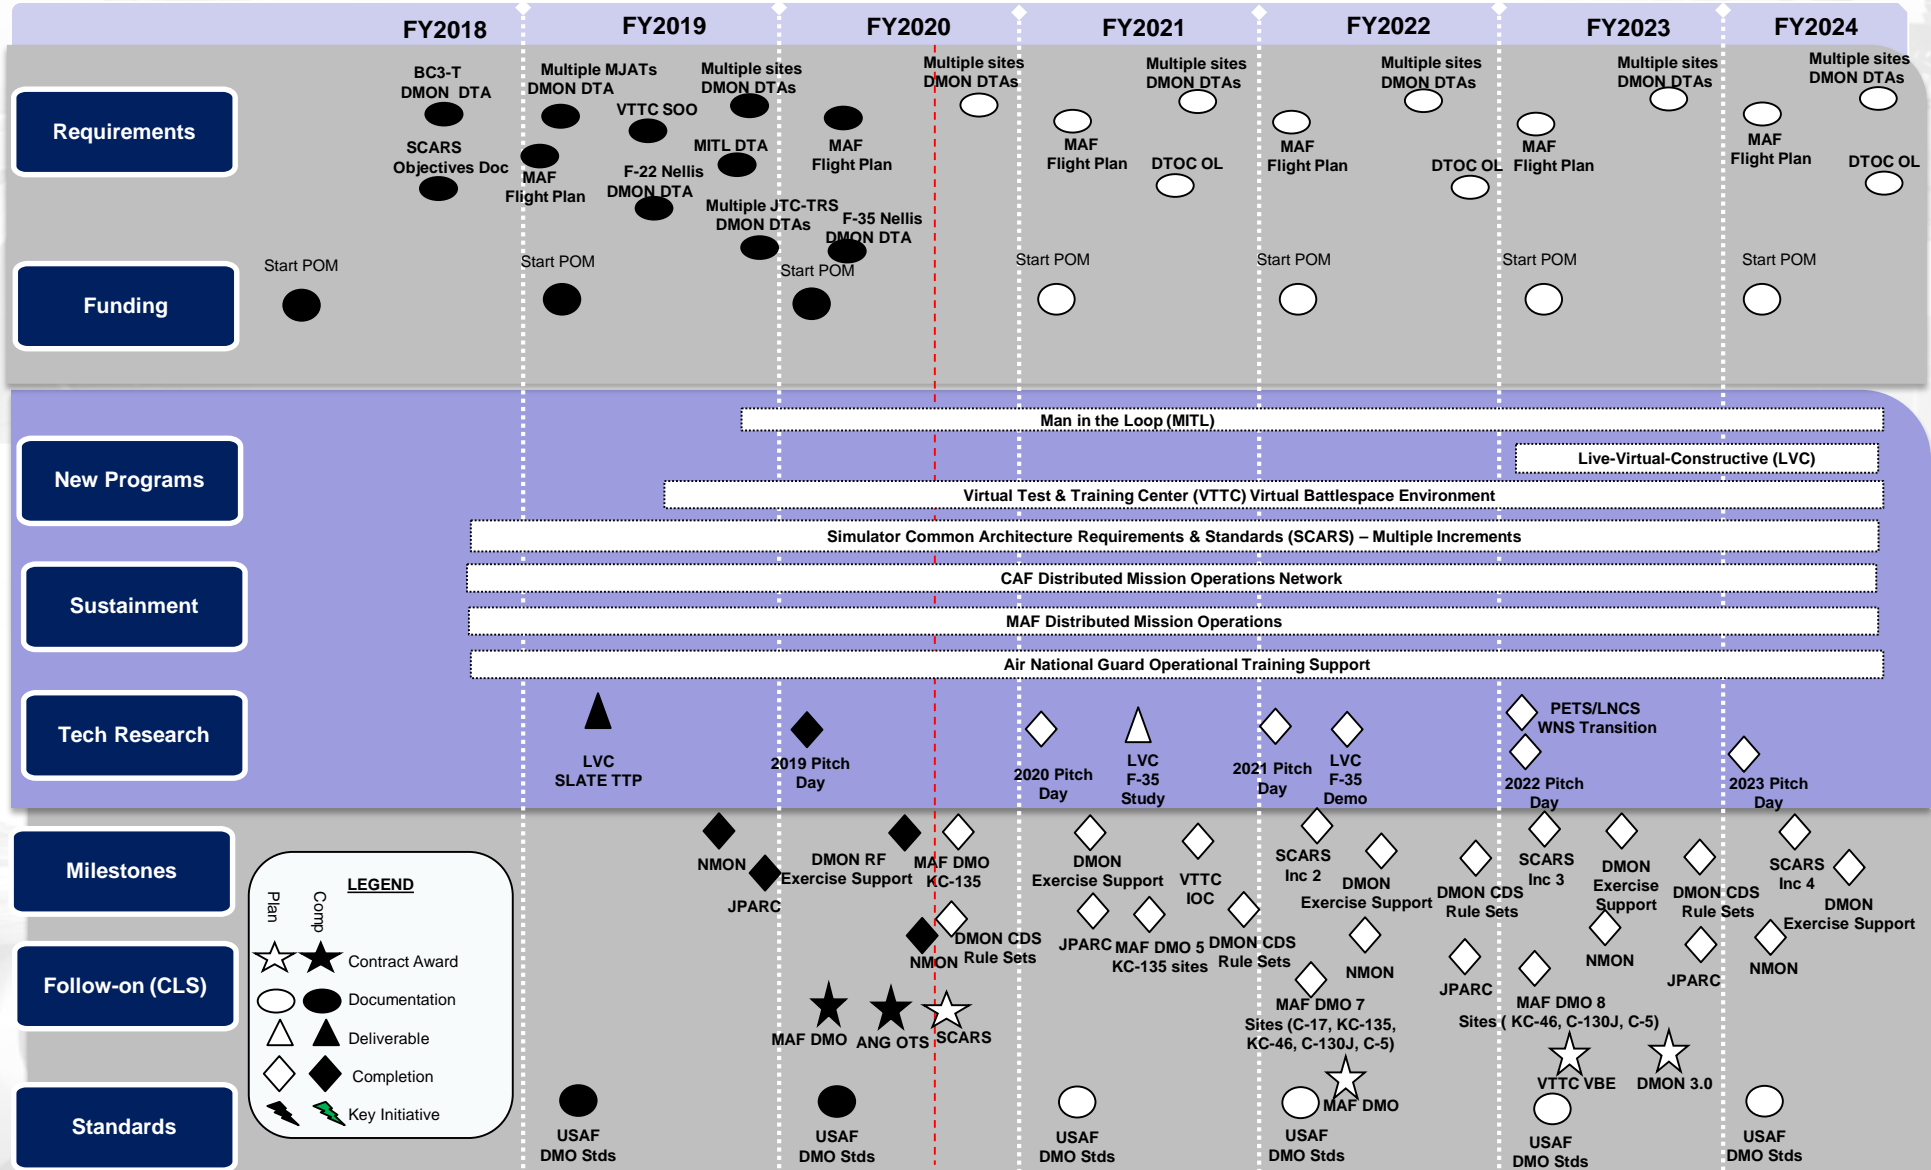 FY2018
FY2019
FY2020
FY2021
FY2022
FY2023
FY2024
Requirements
BC3-T
DMON DTA
SCARS
Objectives Doc
Multiple MJATs
DMON DTA
MAF
Flight Plan
VTTC SOO
F-22 Nellis
DMON DTA
Multiple sites
DMON DTAs
MITL DTA
Multiple JTC-TRS
DMON DTAs
MAF
Flight Plan
F-35 Nellis
DMON DTA
Multiple sites
DMON DTAs
MAF
Flight Plan
Multiple sites
DMON DTAs
DTOC OL
MAF
Flight Plan
Multiple sites
DMON DTAs
DTOC OL
MAF
Flight Plan
Multiple sites
DMON DTAs
MAF
Flight Plan
Multiple sites
DMON DTAs
DTOC OL
Funding
Start POM
Start POM
Start POM
Start POM
Start POM
Start POM
Start POM
New Programs
Man in the Loop (MITL)
Live-Virtual-Constructive (LVC)
Virtual Test & Training Center (VTTC) Virtual Battlespace Environment
Simulator Common Architecture Requirements & Standards (SCARS) – Multiple Increments
Sustainment
CAF Distributed Mission Operations Network
MAF Distributed Mission Operations
Air National Guard Operational Training Support
Tech Research
LVC
SLATE TTP
2019 Pitch
Day
2020 Pitch
Day
LVC
F-35
Study
2021 Pitch
Day
LVC
F-35
Demo
PETS/LNCS
WNS Transition
2022 Pitch
Day
2023 Pitch
Day
Milestones
NMON
JPARC
DMON RF
Exercise Support
MAF DMO
KC-135
NMON
DMON CDS
Rule Sets
DMON
Exercise Support
JPARC
VTTC
IOC
MAF DMO 5
KC-135 sites
DMON CDS
Rule Sets
SCARS
Inc 2
DMON
Exercise Support
NMON
DMON CDS
Rule Sets
JPARC
SCARS
Inc 3
DMON
Exercise
Support
NMON
DMON CDS
Rule Sets
JPARC
SCARS
Inc 4
DMON
Exercise Support
NMON
Follow-on (CLS)
MAF DMO
ANG OTS
SCARS
MAF DMO 7
Sites (C-17, KC-135,
KC-46, C-130J, C-5)
MAF DMO
MAF DMO 8
Sites ( KC-46, C-130J, C-5)
VTTC VBE
DMON 3.0
Standards
USAF
DMO Stds
USAF
DMO Stds
USAF
DMO Stds
USAF
DMO Stds
USAF
DMO Stds
USAF
DMO Stds
LEGEND
Plan
Comp
Contract Award
Documentation
Deliverable
Completion
Key Initiative